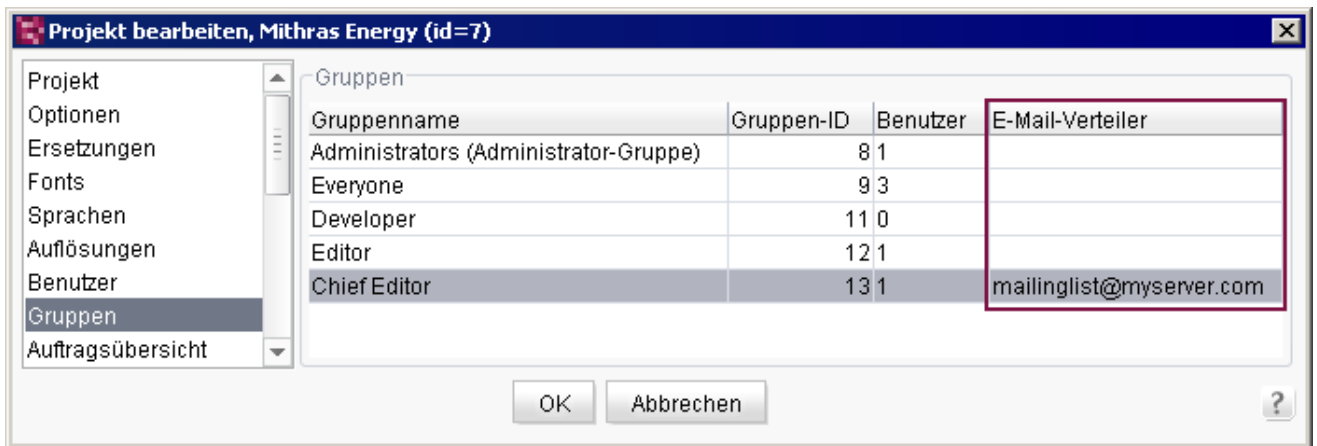 Projekt bearbeiten, Mithras Energy (id=7)
Projekt
Optionen
Ersetzungen
Fonts
Sprachen
Auflösungen
Benutzer
Gruppen
Auftragsübersicht
Gruppen
Gruppenname Gruppen-ID Benutzer E-Mail-Verteiler
Administrators (Administrator-Gruppe) 8 1
Everyone 9 3
Developer 11 0
Editor 12 1
Chief Editor 13 1 mailinglist@myserver.com
OK Abbrechen ?